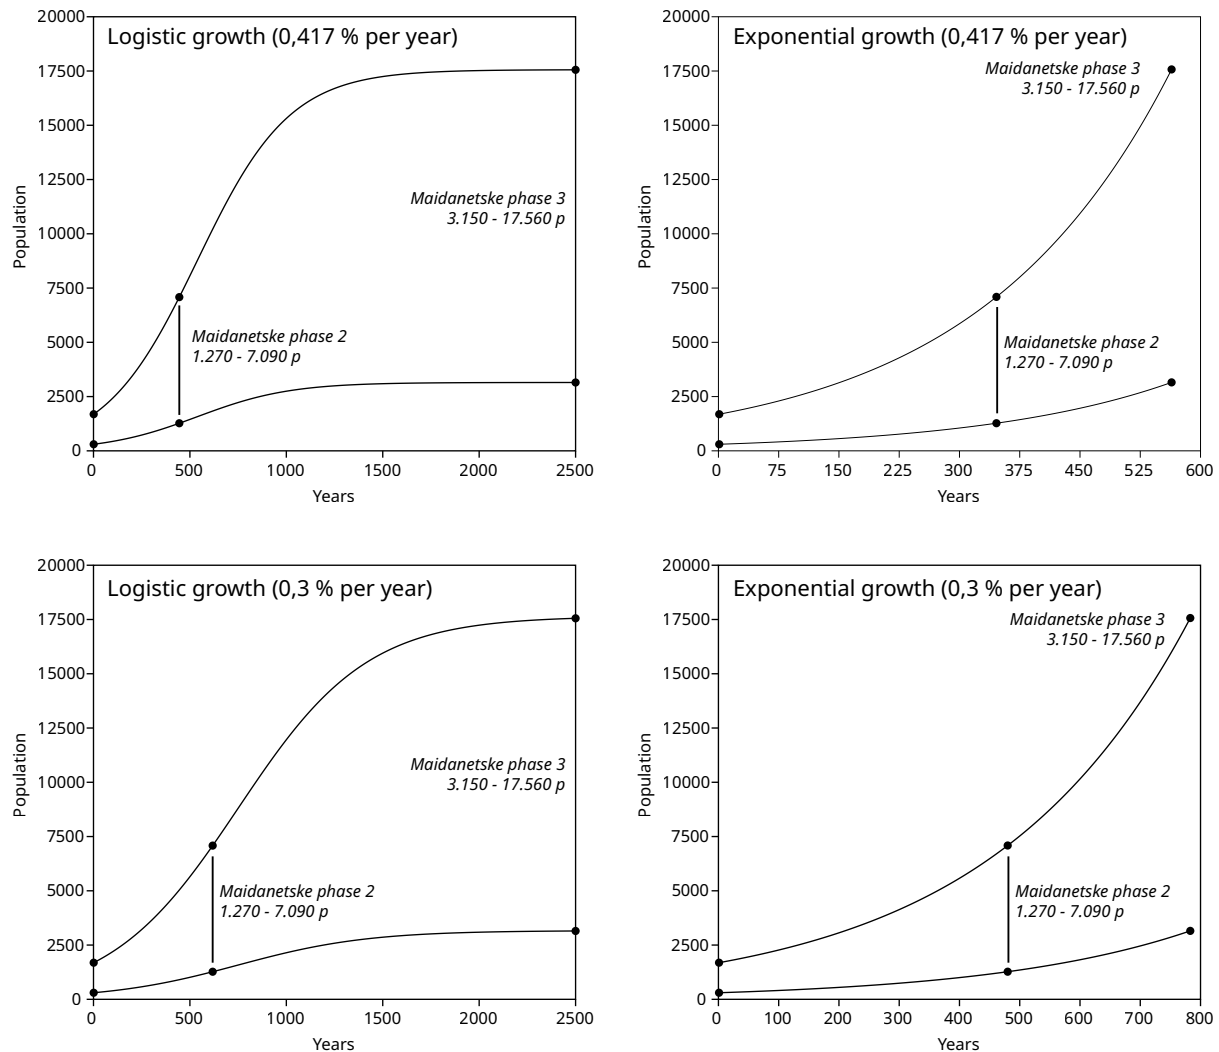 Logistic growth (0,417 % per year)
20000
17500
15000
12500
10000
7500
5000
2500
0
Population
Maidanetske phase 3
3.150 - 17.560 p
Maidanetske phase 2
1.270 - 7.090 p
0 500 1000 1500 2000 2500
Years
Exponential growth (0,417 % per year)
20000
17500
15000
12500
10000
7500
5000
2500
0
Population
Maidanetske phase 3
3.150 - 17.560 p
Maidanetske phase 2
1.270 - 7.090 p
0 75 150 225 300 375 450 525 600
Years
Logistic growth (0,3 % per year)
20000
17500
15000
12500
10000
7500
5000
2500
0
Population
Maidanetske phase 3
3.150 - 17.560 p
Maidanetske phase 2
1.270 - 7.090 p
0 500 1000 1500 2000 2500
Years
Exponential growth (0,3 % per year)
20000
17500
15000
12500
10000
7500
5000
2500
0
Population
Maidanetske phase 3
3.150 - 17.560 p
Maidanetske phase 2
1.270 - 7.090 p
0 100 200 300 400 500 600 700 800
Years